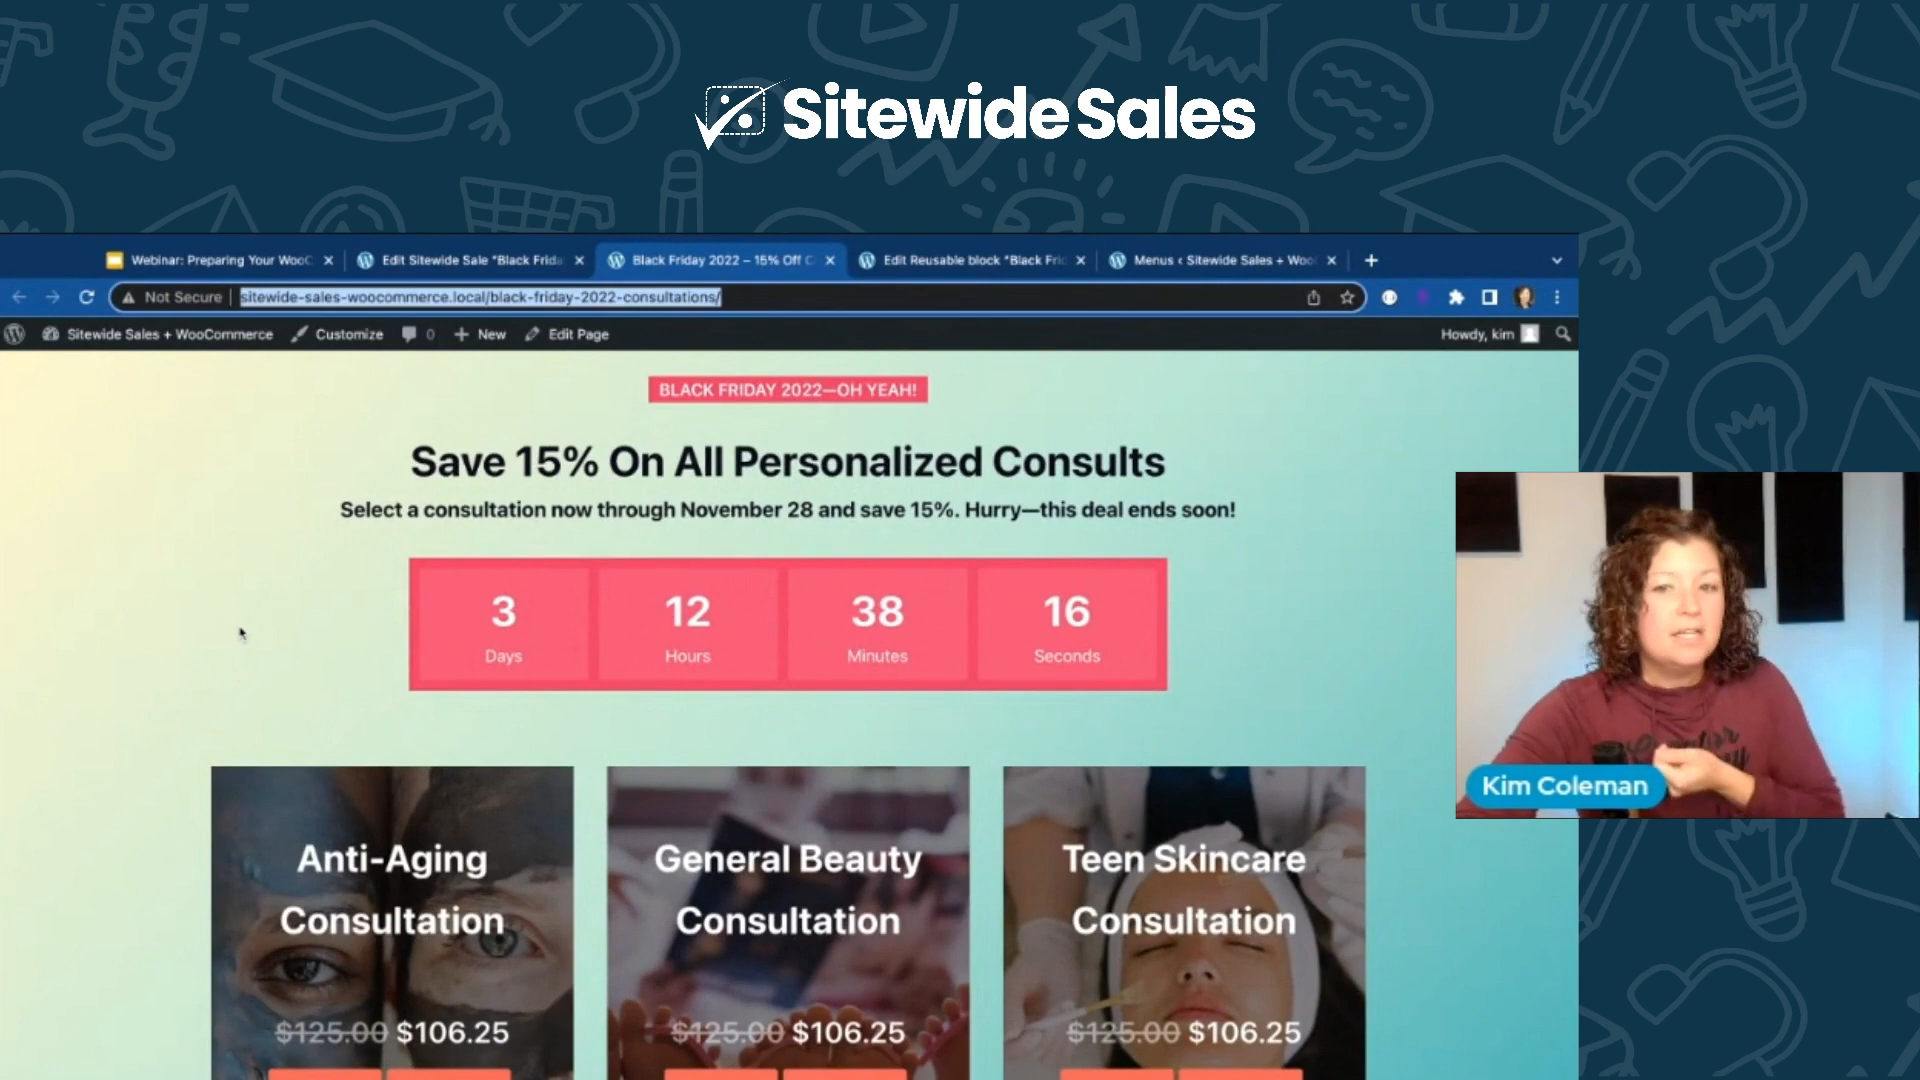 Sitewide Sales
Webinar: Preparing Your WooC
Edit Sitewide Sale "Black Frida
Black Friday 2022 – 15% Off C
Edit Reusable block "Black Fri
Menus ‹ Sitewide Sales + Woo
Not Secure
sitewide-sales-woocommerce.local/black-friday-2022-consultations/
Sitewide Sales + WooCommerce
Customize
0
New
Edit Page
Howdy, kim
BLACK FRIDAY 2022—OH YEAH!
Save 15% On All Personalized Consults
Select a consultation now through November 28 and save 15%. Hurry—this deal ends soon!
3
Days
12
Hours
38
Minutes
16
Seconds
Anti-Aging
Consultation
$125.00 $106.25
General Beauty
Consultation
$125.00 $106.25
Teen Skincare
Consultation
$125.00 $106.25
Kim Coleman